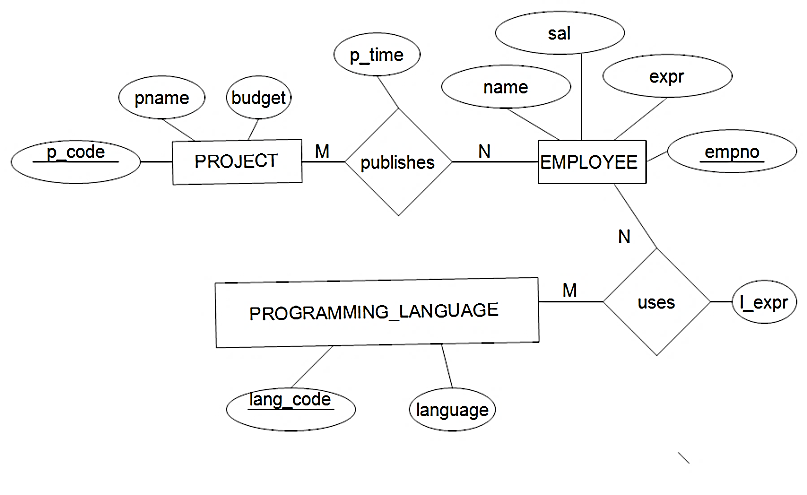 sal
p_time
expr
name
pname
budget
p_code
PROJECT
M
publishes
N
EMPLOYEE
empno
N
M
uses
l_expr
PROGRAMMING_LANGUAGE
lang_code
language